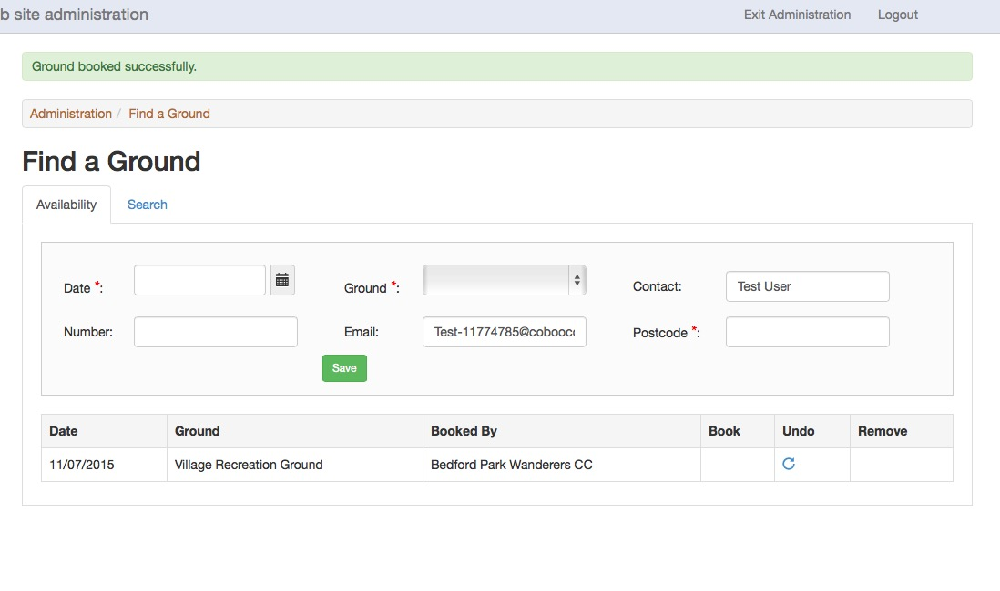 b site administration Exit Administration Logout
Ground booked successfully.
Administration / Find a Ground
Find a Ground
Availability Search
Date *: Ground *: Contact: Test User
Number: Email: Test-11774785@cobooc Postcode *:
Save
Date Ground Booked By Book Undo Remove
11/07/2015 Village Recreation Ground Bedford Park Wanderers CC